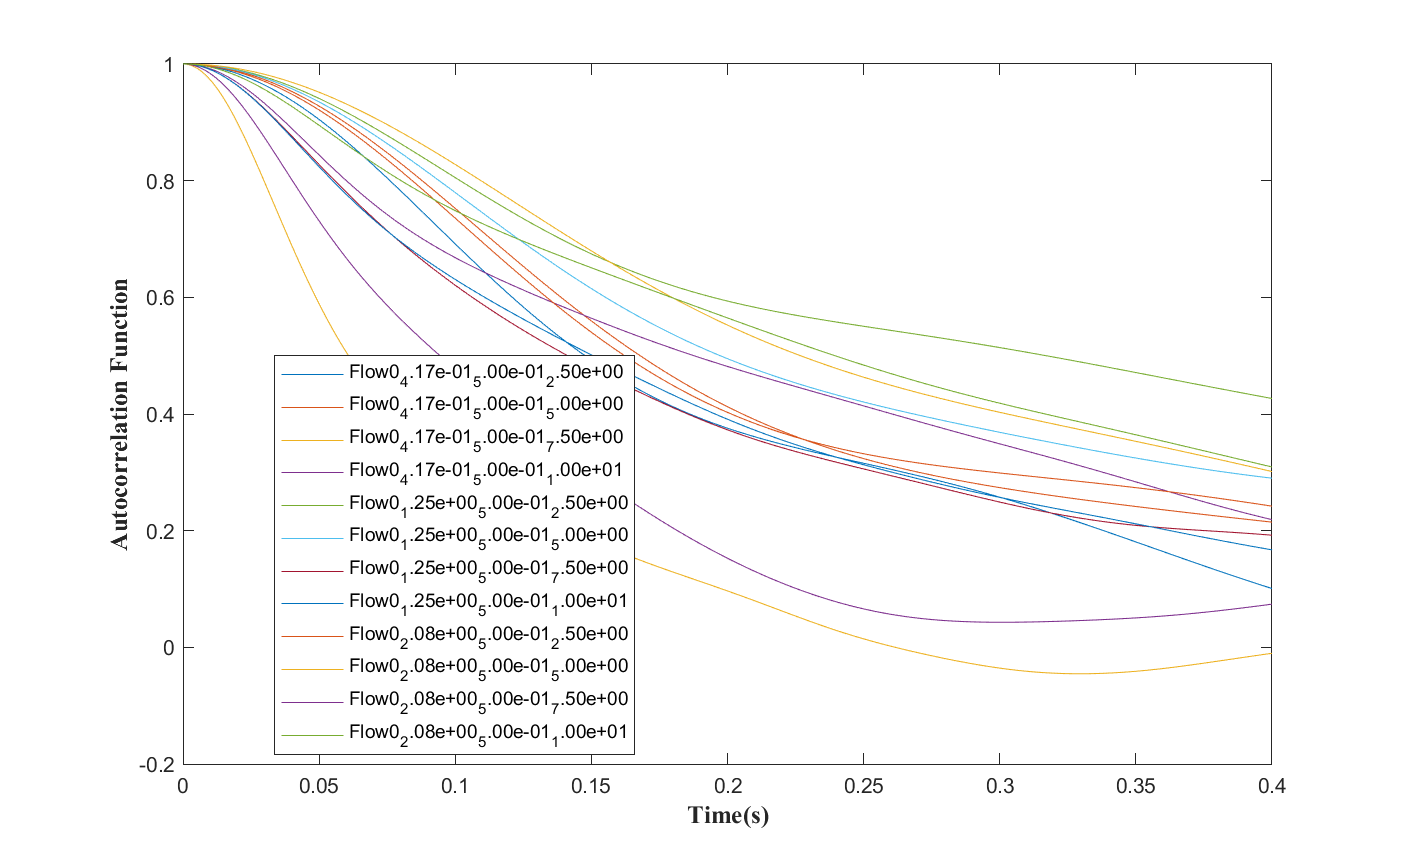 Autocorrelation Function
1
0.8
0.6
0.4
0.2
0
-0.2
Flow0₄.17e-01₅.00e-01₂.50e+00
Flow0₄.17e-01₅.00e-01₅.00e+00
Flow0₄.17e-01₅.00e-01₇.50e+00
Flow0₄.17e-01₅.00e-01₁.00e+01
Flow0₁.25e+00₅.00e-01₂.50e+00
Flow0₁.25e+00₅.00e-01₅.00e+00
Flow0₁.25e+00₅.00e-01₇.50e+00
Flow0₁.25e+00₅.00e-01₁.00e+01
Flow0₂.08e+00₅.00e-01₂.50e+00
Flow0₂.08e+00₅.00e-01₅.00e+00
Flow0₂.08e+00₅.00e-01₇.50e+00
Flow0₂.08e+00₅.00e-01₁.00e+01
0 0.05 0.1 0.15 0.2 0.25 0.3 0.35 0.4
Time(s)